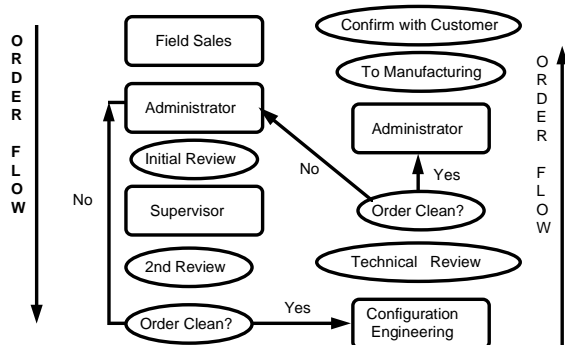 ORDER FLOW
Field Sales
Administrator
Initial Review
No
Supervisor
2nd Review
Order Clean?
Yes
Confirm with Customer
To Manufacturing
Administrator
No
Yes
Order Clean?
Technical Review
Configuration
Engineering
ORDER FLOW